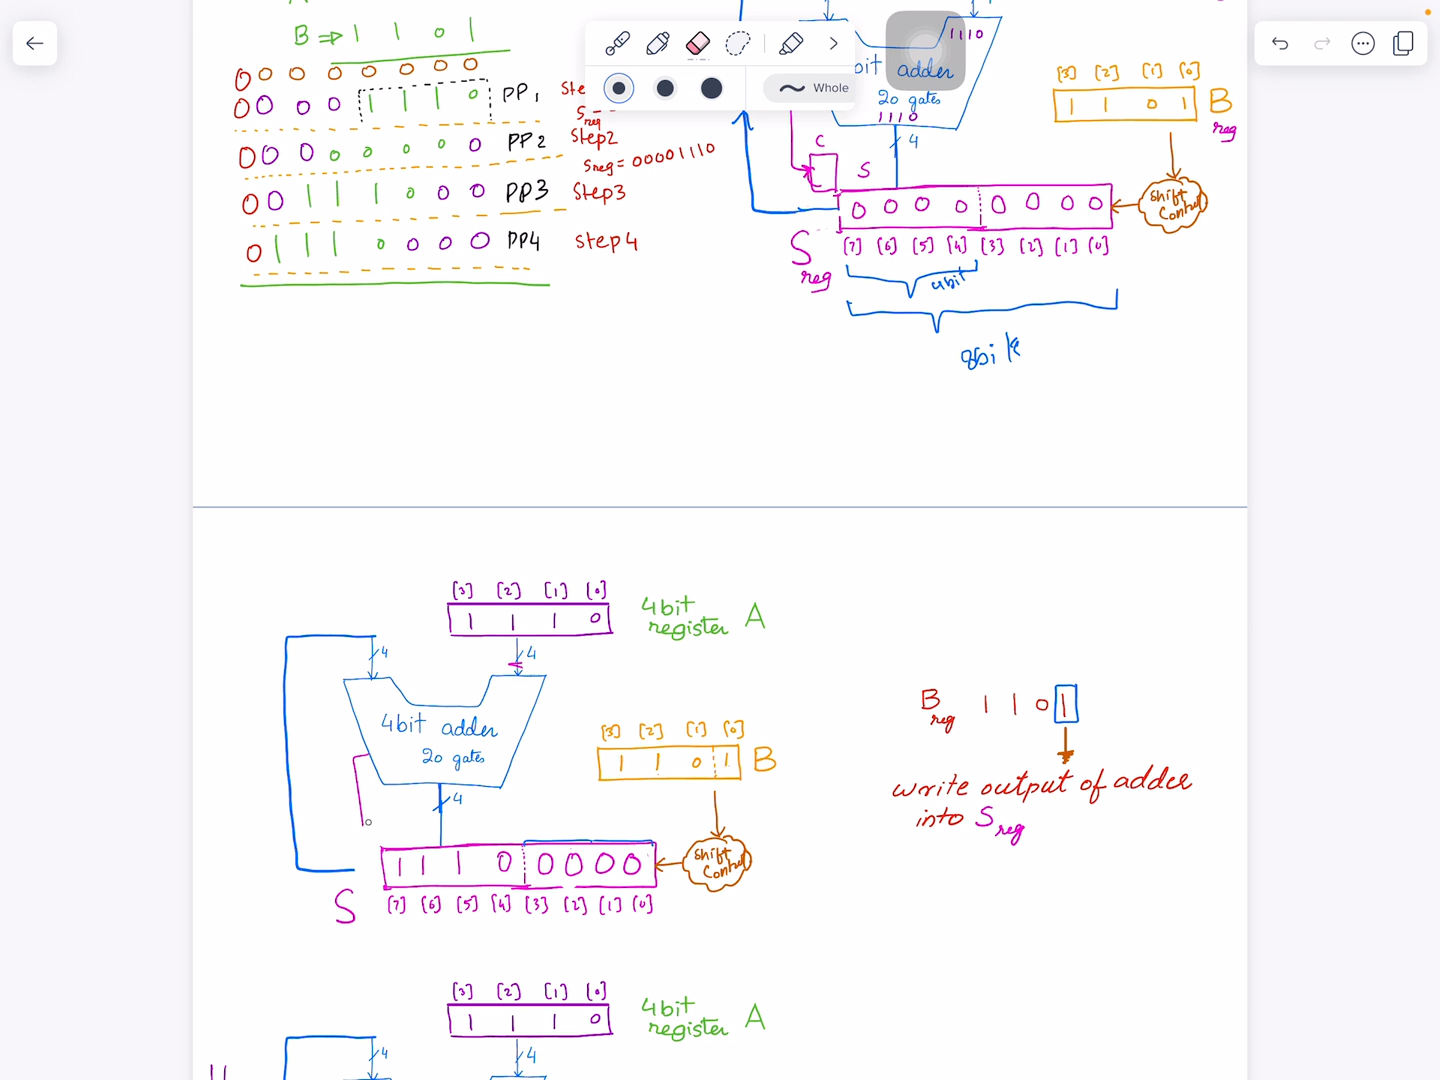 B ⇒ 1 1 0 1
0 0 0 0 0 0 0 0
0 0 0 0 1 1 1 0 PP1
Sreg
0 0 0 0 0 0 0 0 PP2 Step2
Sreg = 00001110
0 0 1 1 1 0 0 0 PP3 Step3
0 1 1 1 0 0 0 0 PP4 Step4
Whole
1110
bit adder
20 gates
1110
4
C
S
[3] [2] [1] [0]
1 1 0 1 B reg
Shift Control
0 0 0 0 0 0 0 0
S reg [7] [6] [5] [4] [3] [2] [1] [0]
4bit
8bit
[3] [2] [1] [0]
1 1 1 0
4bit register A
4 4
4bit adder
20 gates
4
[3] [2] [1] [0]
1 1 0 1 B
Shift Control
1 1 1 0 0 0 0 0
S [7] [6] [5] [4] [3] [2] [1] [0]
B reg 1 1 0 1
write output of adder
into Sreg
[3] [2] [1] [0]
1 1 1 0
4bit register A
4 4